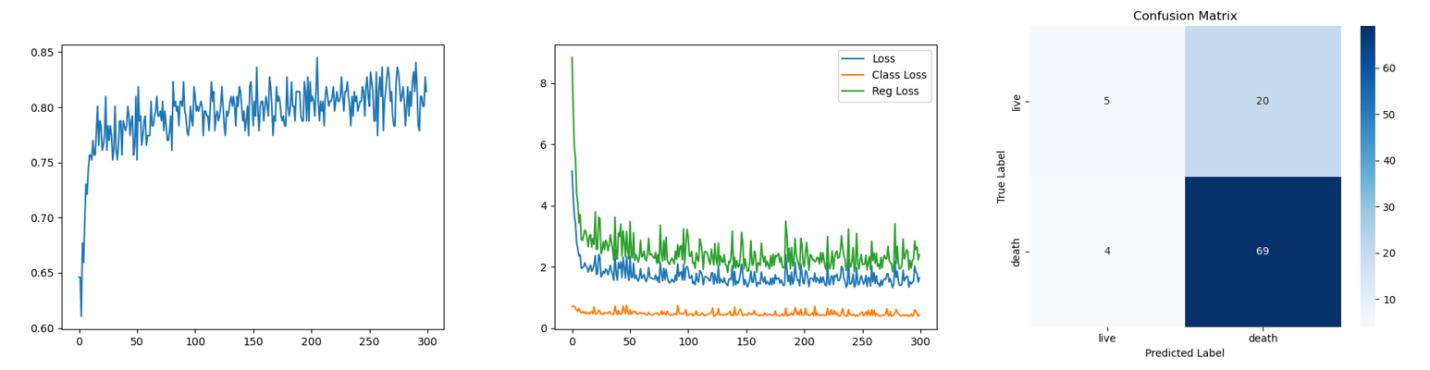 0.85
0.80
0.75
0.70
0.65
0.60
0 50 100 150 200 250 300
8
6
4
2
0
0 50 100 150 200 250 300
Loss
Class Loss
Reg Loss
Confusion Matrix
True Label
live
death
5 20
4 69
live death
Predicted Label
60
50
40
30
20
10